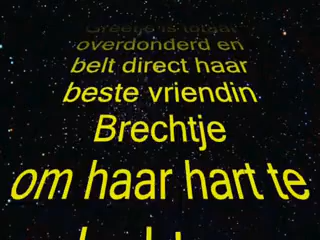 Greetje is totaal
overdonderd en
belt direct haar
beste vriendin
Brechtje
om haar hart te